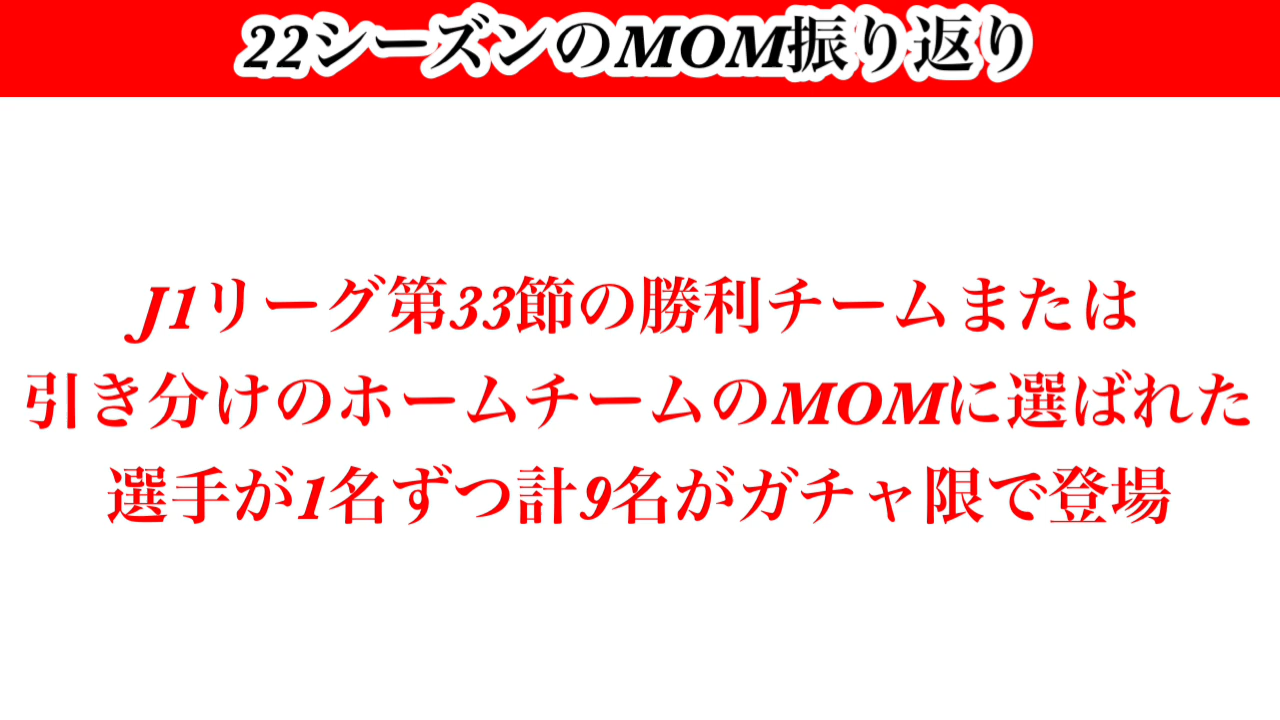 22シーズンのMOM振り返り
J1リーグ第33節の勝利チームまたは
引き分けのホームチームのMOMに選ばれた
選手が1名ずつ計9名がガチャ限で登場